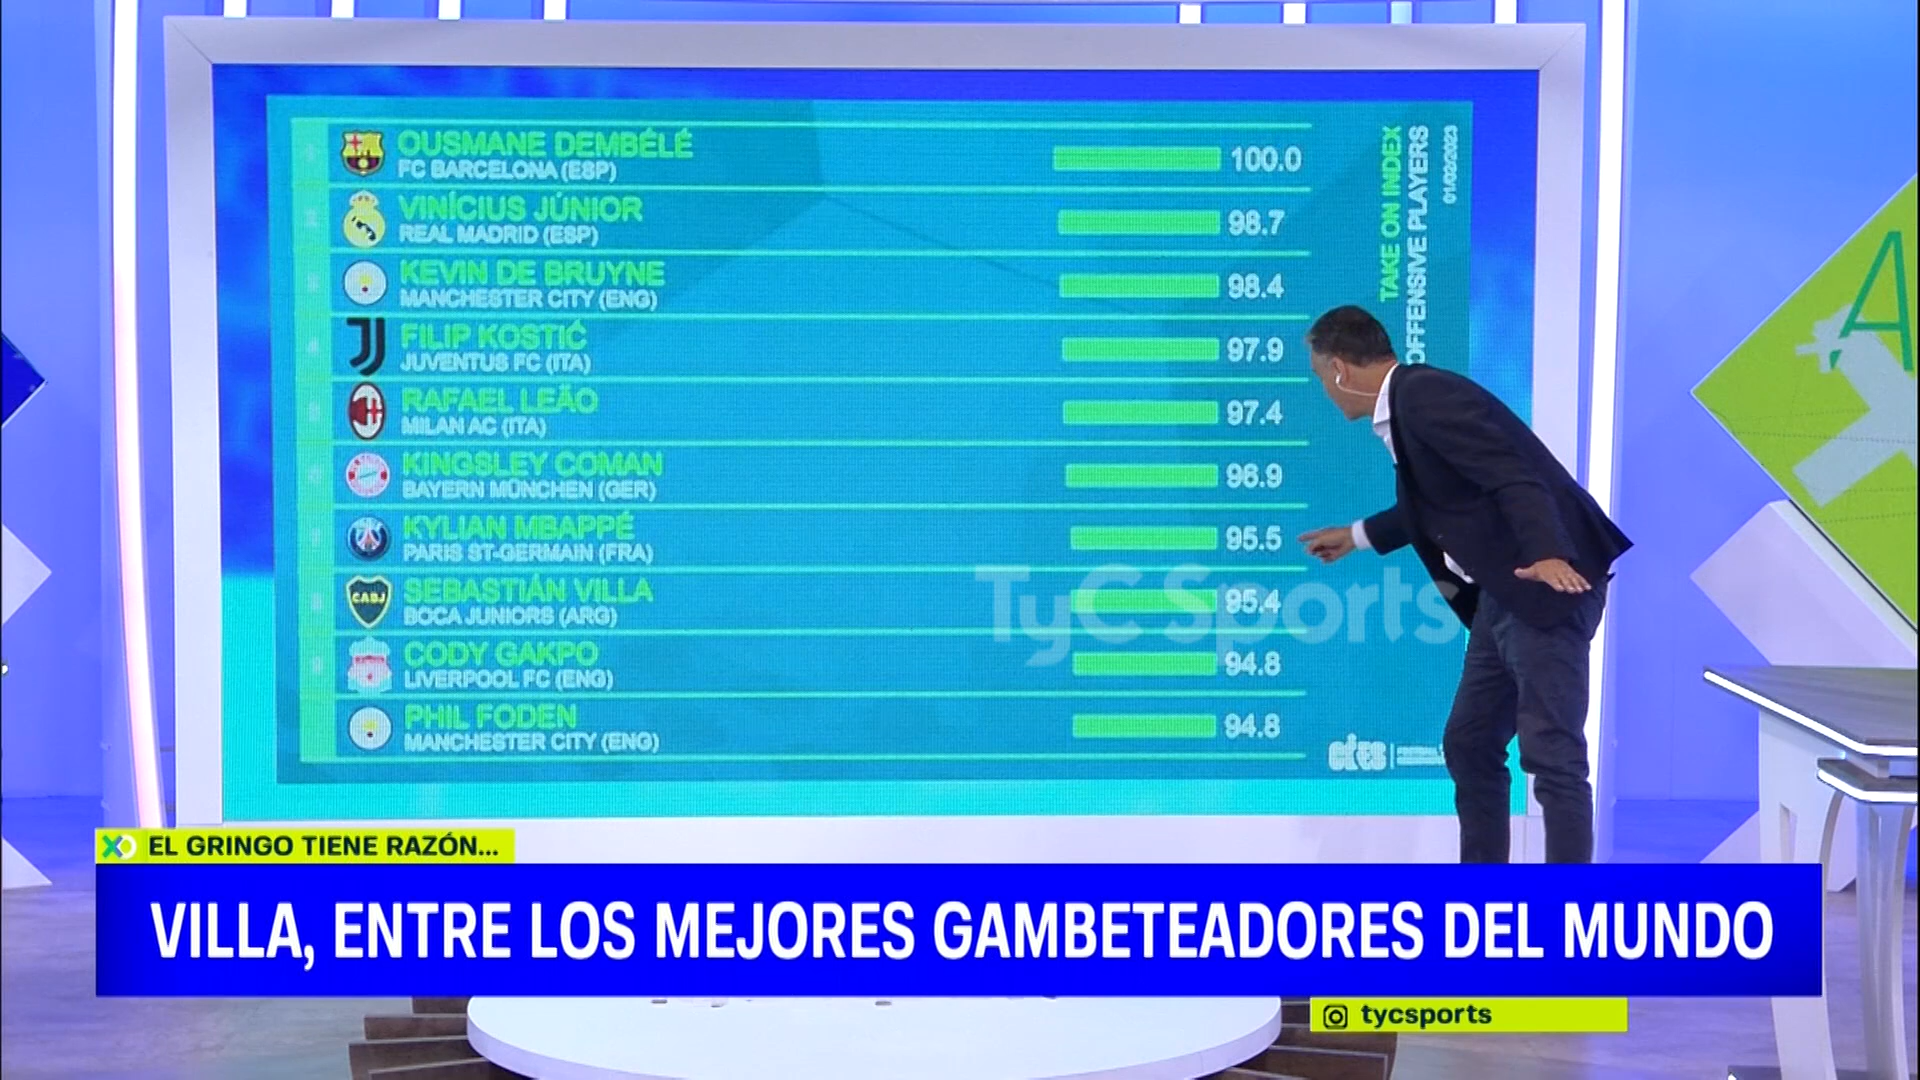 OUSMANE DEMBÉLÉ
FC BARCELONA (ESP)
100.0
VINÍCIUS JÚNIOR
REAL MADRID (ESP)
98.7
KEVIN DE BRUYNE
MANCHESTER CITY (ENG)
98.4
FILIP KOSTIĆ
JUVENTUS FC (ITA)
97.9
RAFAEL LEÃO
MILAN AC (ITA)
97.4
KINGSLEY COMAN
BAYERN MÜNCHEN (GER)
96.9
KYLIAN MBAPPÉ
PARIS ST-GERMAIN (FRA)
95.5
SEBASTIÁN VILLA
BOCA JUNIORS (ARG)
95.4
CABJ
CODY GAKPO
LIVERPOOL FC (ENG)
94.8
PHIL FODEN
MANCHESTER CITY (ENG)
94.8
TAKE ON INDEX
OFFENSIVE PLAYERS
01/02/2023
TyC Sports
cies
A
EL GRINGO TIENE RAZÓN...
VILLA, ENTRE LOS MEJORES GAMBETEADORES DEL MUNDO
tycsports